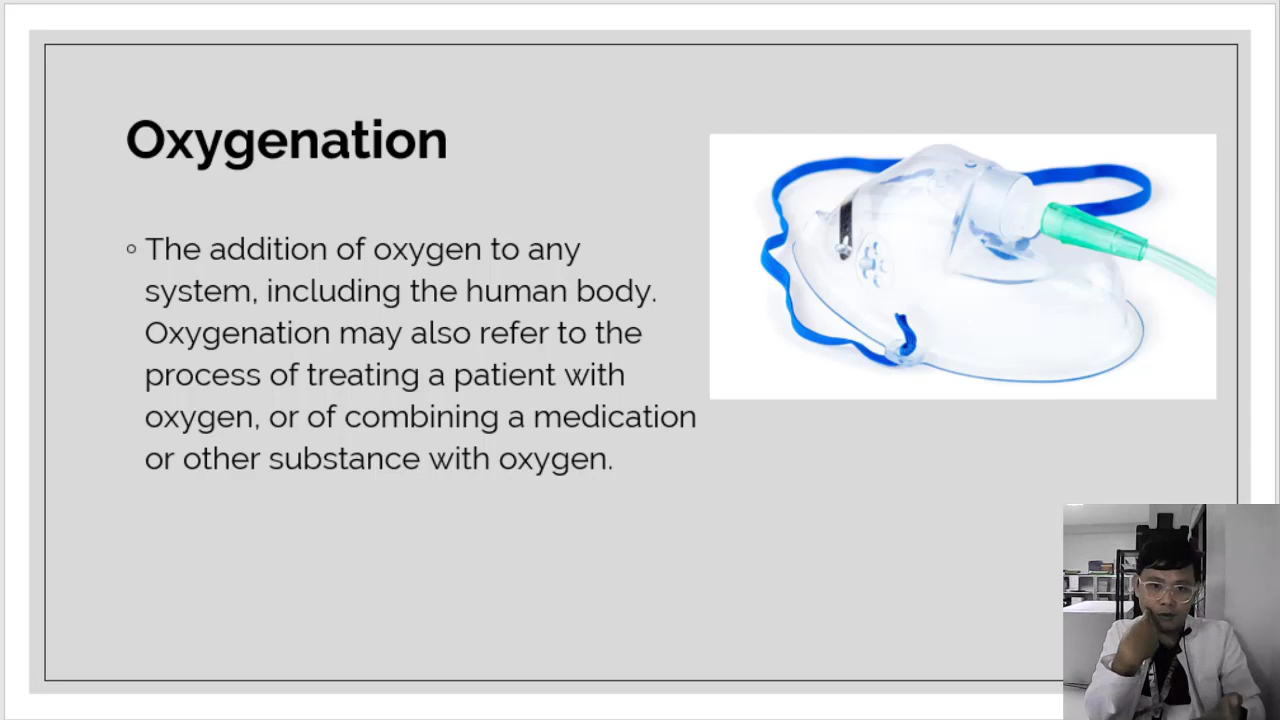 Oxygenation
◦ The addition of oxygen to any
system, including the human body.
Oxygenation may also refer to the
process of treating a patient with
oxygen, or of combining a medication
or other substance with oxygen.